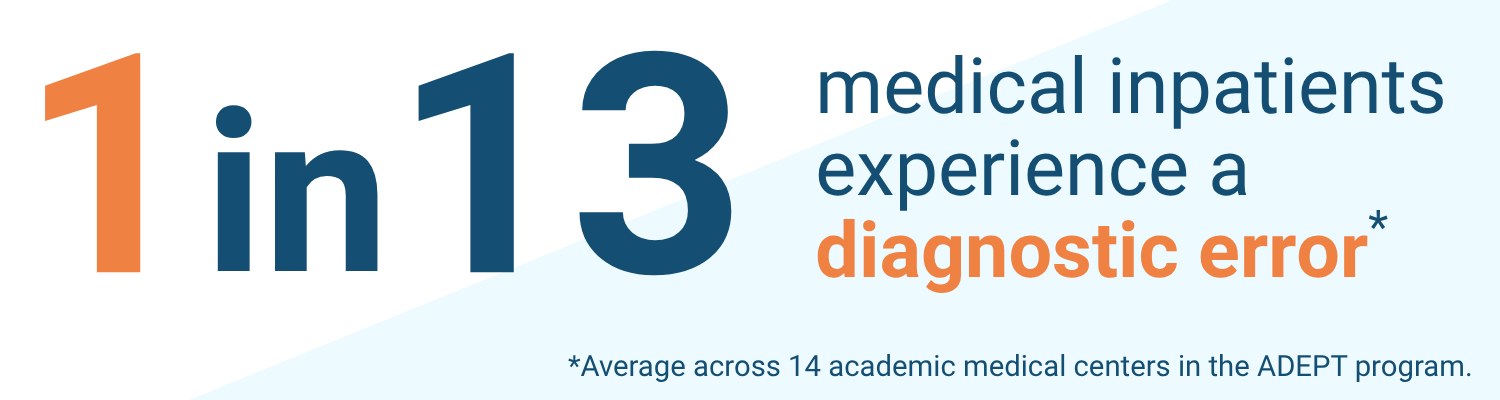 1 in 13
medical inpatients
experience a
diagnostic error*
*Average across 14 academic medical centers in the ADEPT program.